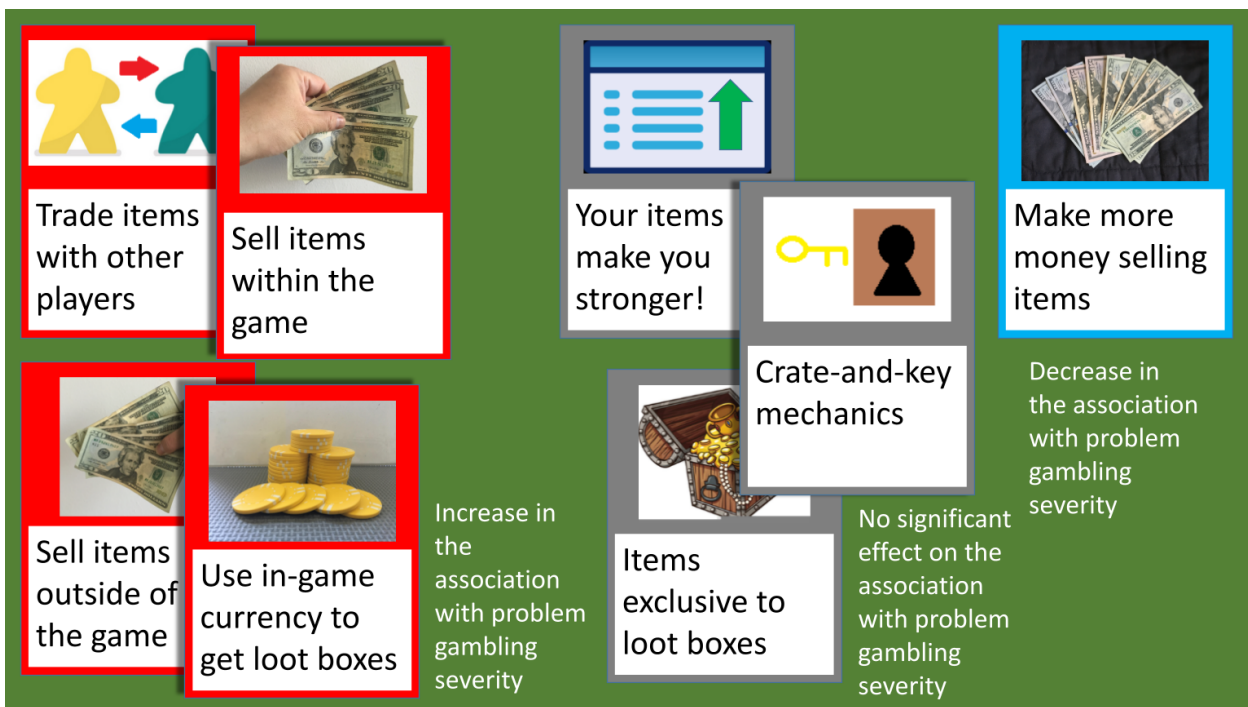 Trade items
with other
players
Sell items
within the
game
Sell items
outside of
the game
Use in-game
currency to
get loot boxes
Increase in
the
association
with problem
gambling
severity
Your items
make you
stronger!
Crate-and-key
mechanics
Items
exclusive to
loot boxes
No significant
effect on the
association
with problem
gambling
severity
Make more
money selling
items
Decrease in
the association
with problem
gambling
severity